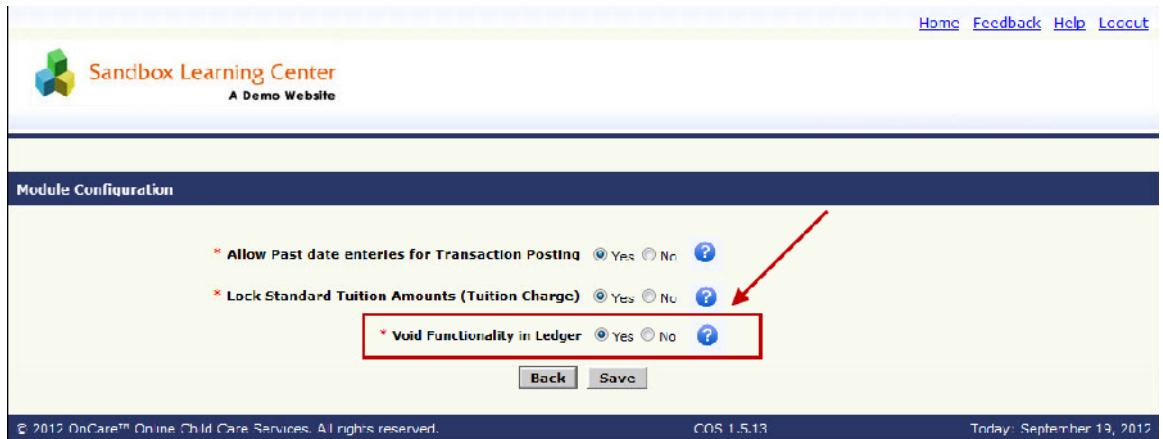 Home Feedback Help Logout
Sandbox Learning Center
A Demo Website
Module Configuration
* Allow Past date enteries for Transaction Posting Yes No ?
* Lock Standard Tuition Amounts (Tuition Charge) Yes No ?
* Void Functionality in Ledger Yes No ?
Back Save
© 2012 OnCare™ Online Child Care Services. All rights reserved. COS 1.5.13 Today: September 19, 2012